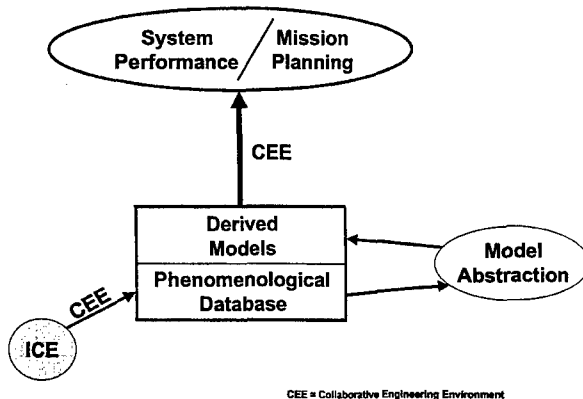 System Performance / Mission Planning
CEE
Derived
Models
Phenomenological
Database
Model
Abstraction
CEE
ICE
CEE = Collaborative Engineering Environment